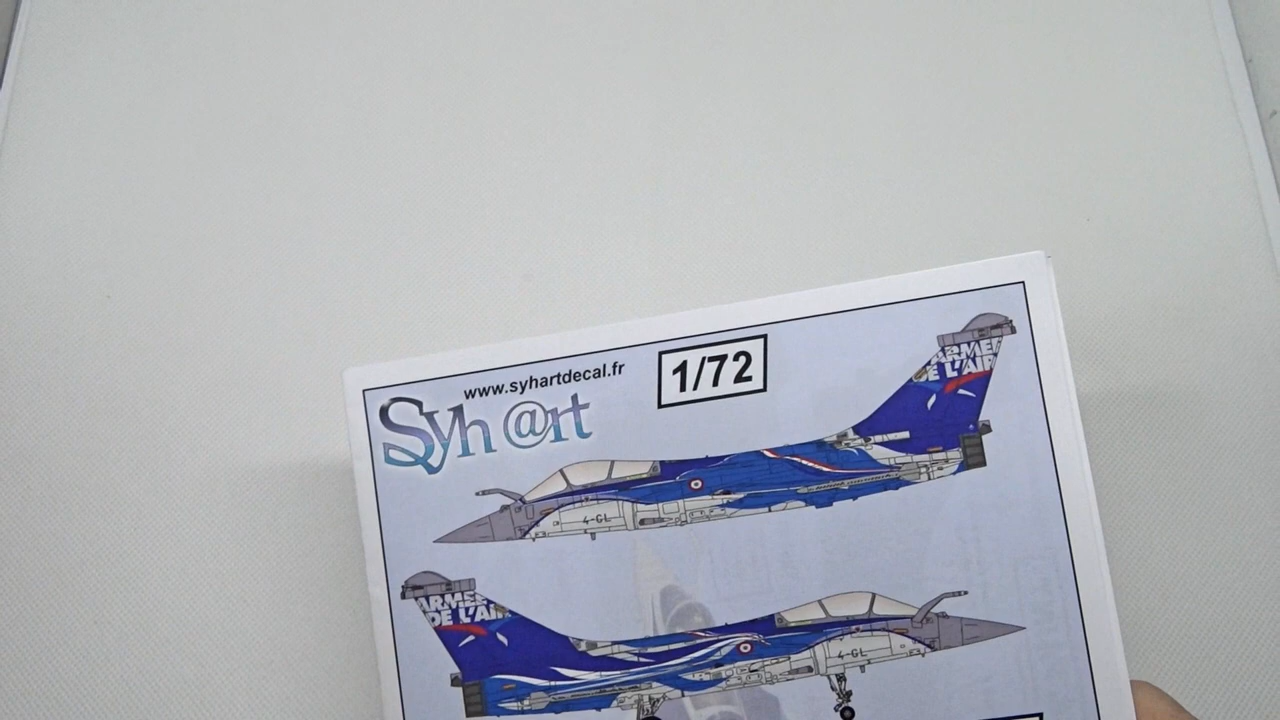 www.syhartdecal.fr
1/72
Syh@rt
ARMEE
DE L'AIR
4-GL
ARMEE
DE L'AIR
4-GL